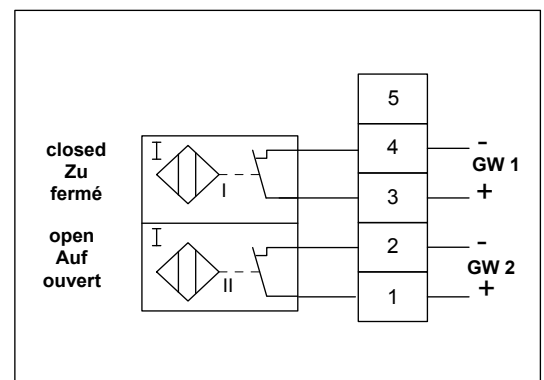 closed
Zu
fermé
I
I
open
Auf
ouvert
I
II
5
4
3
2
1
-
GW 1
+
-
GW 2
+